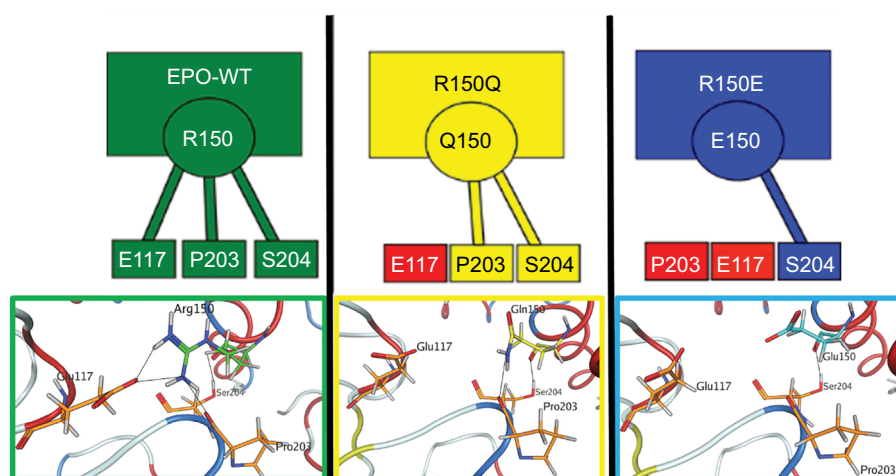 EPO-WT
R150
E117
P203
S204
R150Q
Q150
E117
P203
S204
R150E
E150
P203
E117
S204
Arg150
Glu117
Ser204
Pro203
Gln150
Glu117
Ser204
Pro203
Glu150
Glu117
Ser204
Pro203